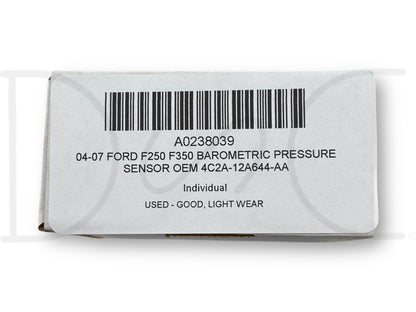 A0238039
04-07 FORD F250 F350 BAROMETRIC PRESSURE
SENSOR OEM 4C2A-12A644-AA
Individual
USED - GOOD, LIGHT WEAR